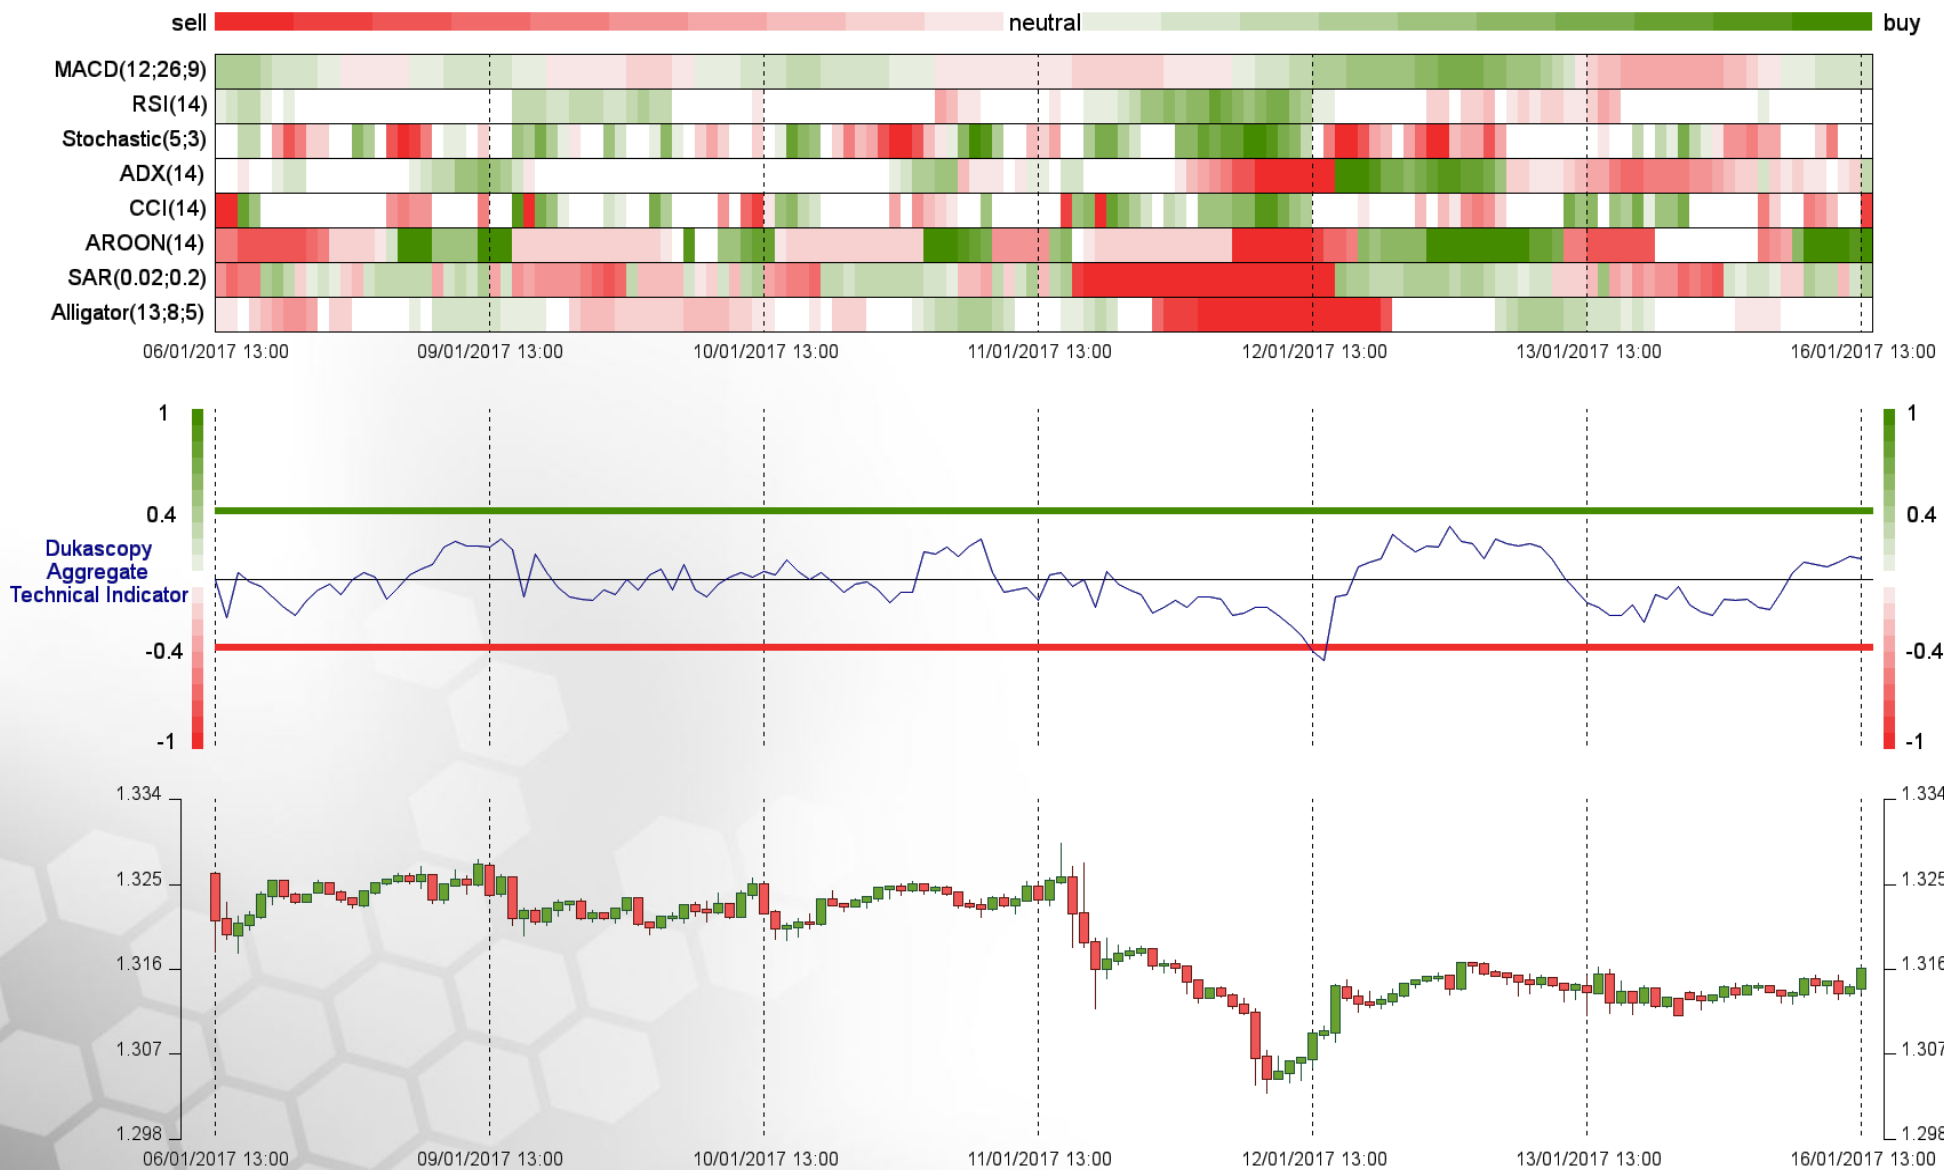 sell neutral buy
MACD(12;26;9)
RSI(14)
Stochastic(5;3)
ADX(14)
CCI(14)
AROON(14)
SAR(0.02;0.2)
Alligator(13;8;5)
06/01/2017 13:00 09/01/2017 13:00 10/01/2017 13:00 11/01/2017 13:00 12/01/2017 13:00 13/01/2017 13:00 16/01/2017 13:00
1 1
0.4 0.4
Dukascopy
Aggregate
Technical Indicator
-0.4 -0.4
-1 -1
1.334 1.334
1.325 1.325
1.316 1.316
1.307 1.307
1.298 1.298
06/01/2017 13:00 09/01/2017 13:00 10/01/2017 13:00 11/01/2017 13:00 12/01/2017 13:00 13/01/2017 13:00 16/01/2017 13:00